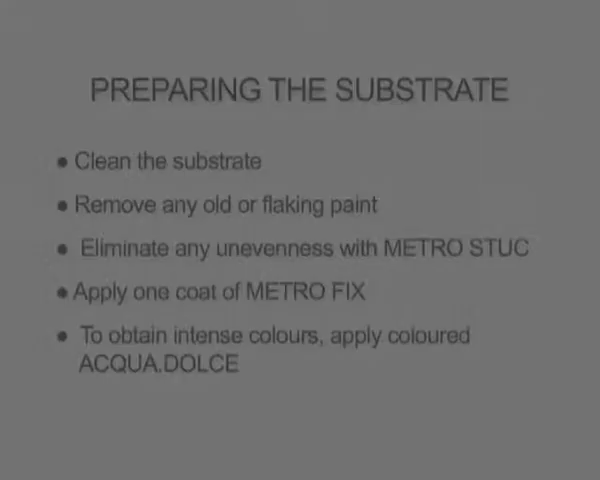 PREPARING THE SUBSTRATE
● Clean the substrate
● Remove any old or flaking paint
● Eliminate any unevenness with METRO STUC
● Apply one coat of METRO FIX
● To obtain intense colours, apply coloured
ACQUA.DOLCE